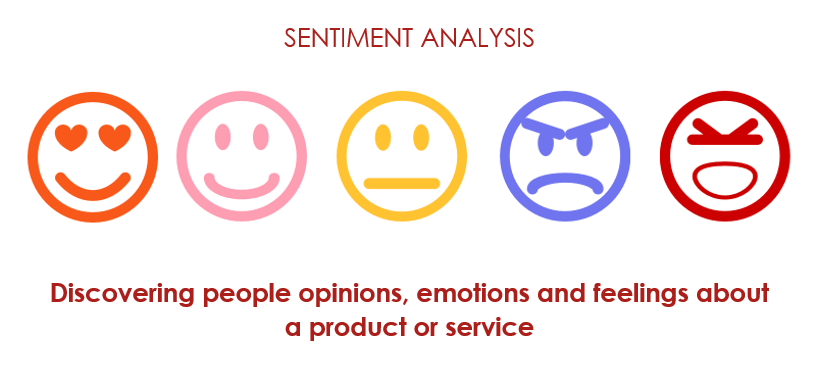 SENTIMENT ANALYSIS
Discovering people opinions, emotions and feelings about
a product or service